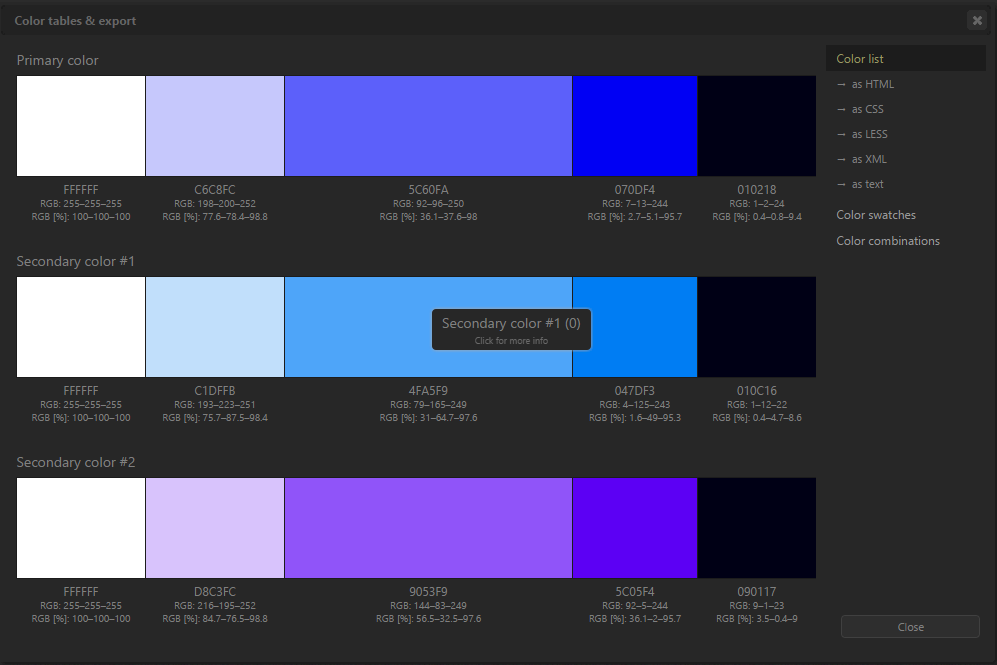 Color tables & export
Primary color
FFFFFF
RGB: 255–255–255
RGB [%]: 100–100–100
C6C8FC
RGB: 198–200–252
RGB [%]: 77.6–78.4–98.8
5C60FA
RGB: 92–96–250
RGB [%]: 36.1–37.6–98
070DF4
RGB: 7–13–244
RGB [%]: 2.7–5.1–95.7
010218
RGB: 1–2–24
RGB [%]: 0.4–0.8–9.4
Secondary color #1
Secondary color #1 (0)
Click for more info
FFFFFF
RGB: 255–255–255
RGB [%]: 100–100–100
C1DFFB
RGB: 193–223–251
RGB [%]: 75.7–87.5–98.4
4FA5F9
RGB: 79–165–249
RGB [%]: 31–64.7–97.6
047DF3
RGB: 4–125–243
RGB [%]: 1.6–49–95.3
010C16
RGB: 1–12–22
RGB [%]: 0.4–4.7–8.6
Secondary color #2
FFFFFF
RGB: 255–255–255
RGB [%]: 100–100–100
D8C3FC
RGB: 216–195–252
RGB [%]: 84.7–76.5–98.8
9053F9
RGB: 144–83–249
RGB [%]: 56.5–32.5–97.6
5C05F4
RGB: 92–5–244
RGB [%]: 36.1–2–95.7
090117
RGB: 9–1–23
RGB [%]: 3.5–0.4–9
Color list
→ as HTML
→ as CSS
→ as LESS
→ as XML
→ as text
Color swatches
Color combinations
Close